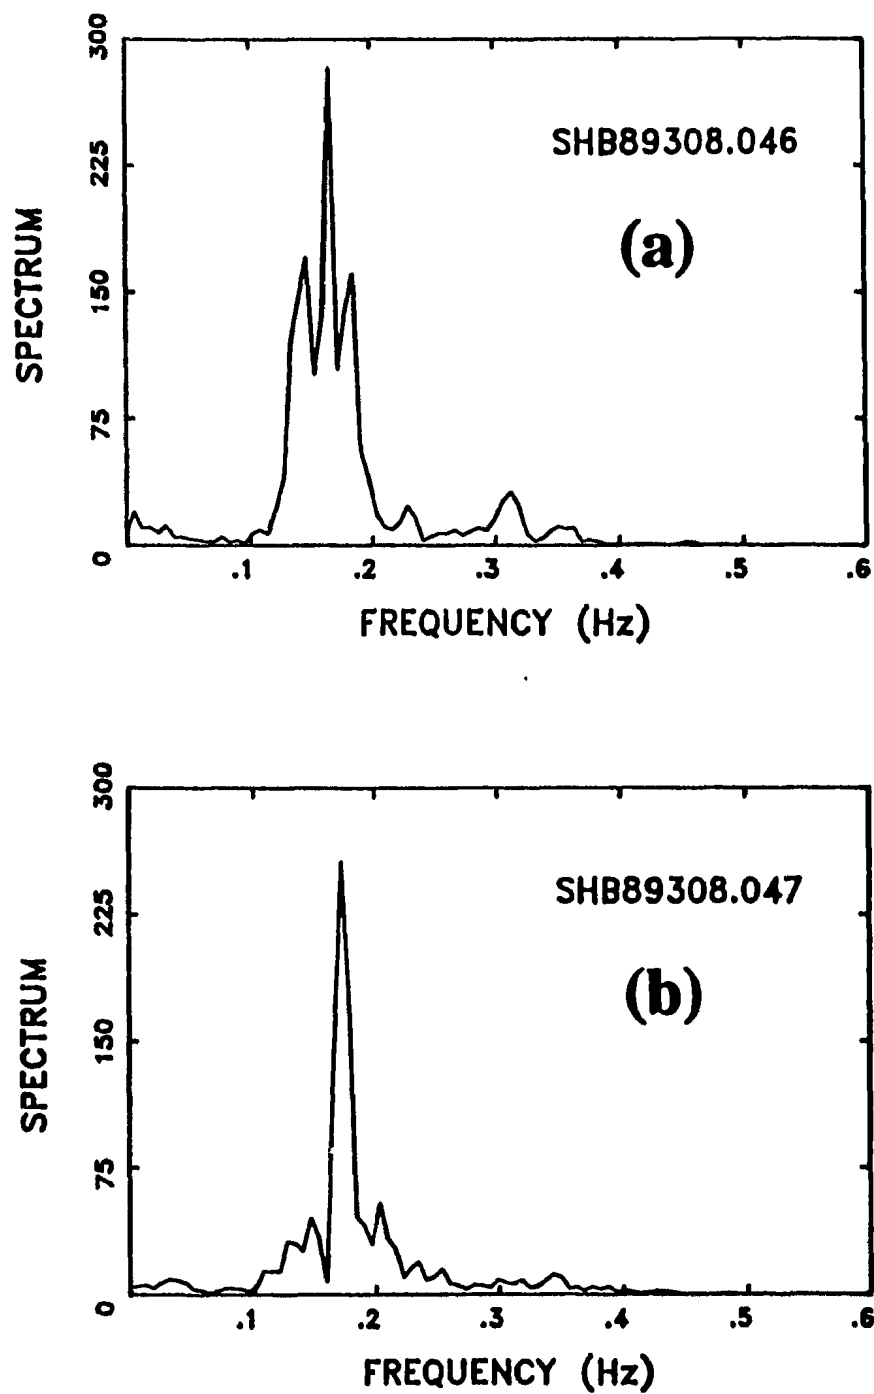 300
225
150
75
0
SPECTRUM
SHB89308.046
(a)
.1 .2 .3 .4 .5 .6
FREQUENCY (Hz)
300
225
150
75
0
SPECTRUM
SHB89308.047
(b)
.1 .2 .3 .4 .5 .6
FREQUENCY (Hz)